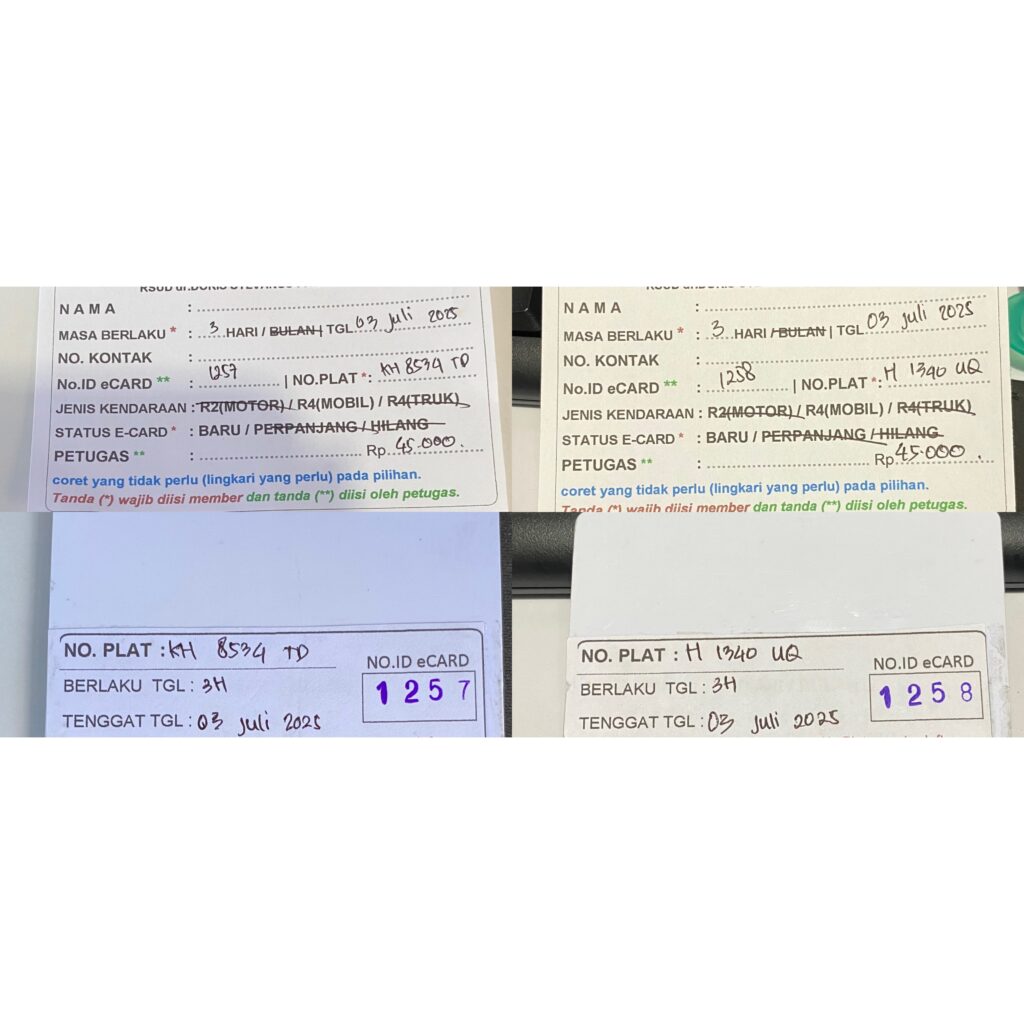 N A M A :
MASA BERLAKU * : 3 HARI / BULAN | TGL 03 Juli 2025
NO. KONTAK :
No.ID eCARD ** : 1257 | NO.PLAT *: KH 8534 TD
JENIS KENDARAAN : R2(MOTOR) / R4(MOBIL) / R4(TRUK)
STATUS E-CARD * : BARU / PERPANJANG / HILANG
PETUGAS ** : Rp 45.000
coret yang tidak perlu (lingkari yang perlu) pada pilihan.
Tanda (*) wajib diisi member dan tanda (**) diisi oleh petugas.
N A M A :
MASA BERLAKU * : 3 HARI / BULAN | TGL 03 Juli 2025
NO. KONTAK :
No.ID eCARD ** : 1258 | NO.PLAT *: H 1340 UQ
JENIS KENDARAAN : R2(MOTOR) / R4(MOBIL) / R4(TRUK)
STATUS E-CARD * : BARU / PERPANJANG / HILANG
PETUGAS ** : Rp 45.000
coret yang tidak perlu (lingkari yang perlu) pada pilihan.
Tanda (*) wajib diisi member dan tanda (**) diisi oleh petugas.
NO. PLAT : KH 8534 TD
BERLAKU TGL : 3H
TENGGAT TGL : 03 Juli 2025
NO.ID eCARD
1257
NO. PLAT : H 1340 UQ
BERLAKU TGL : 3H
TENGGAT TGL : 03 Juli 2025
NO.ID eCARD
1258